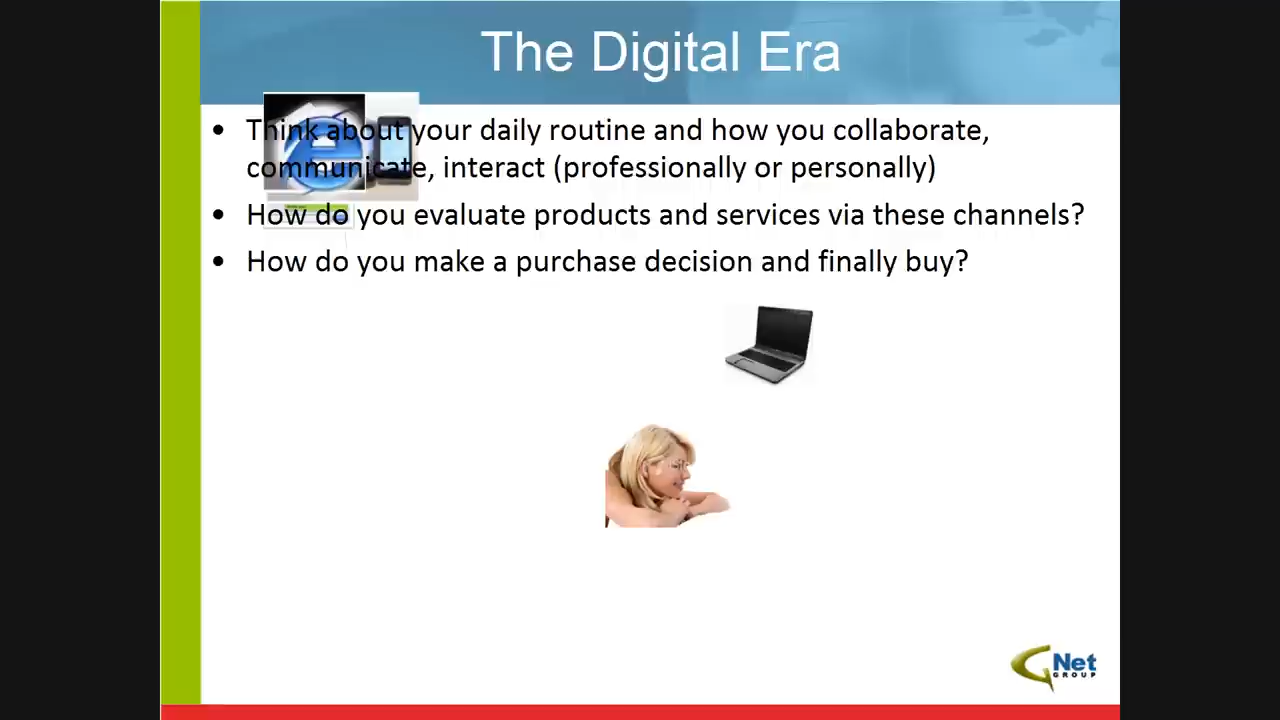 The Digital Era
• Think about your daily routine and how you collaborate,
communicate, interact (professionally or personally)
• How do you evaluate products and services via these channels?
• How do you make a purchase decision and finally buy?
GNet
GROUP